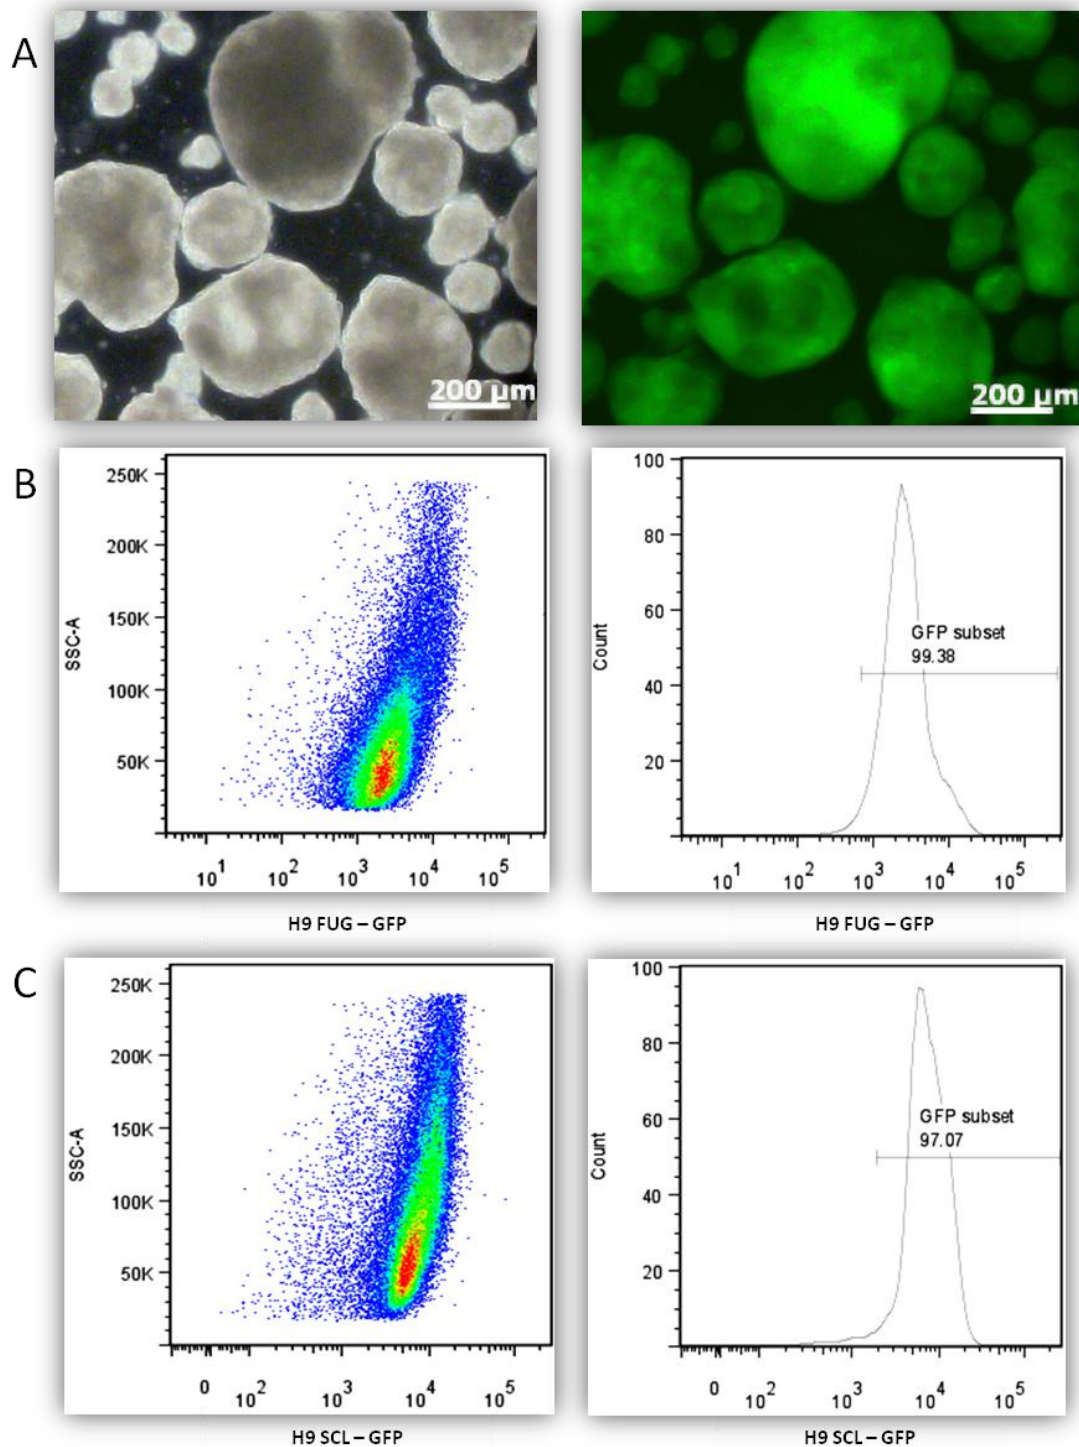 A
200 µm
200 µm
B
250K
200K
150K
100K
50K
SSC-A
10¹ 10² 10³ 10⁴ 10⁵
H9 FUG – GFP
100
80
60
40
20
Count
GFP subset
99.38
10¹ 10² 10³ 10⁴ 10⁵
H9 FUG – GFP
C
250K
200K
150K
100K
50K
SSC-A
0 10² 10³ 10⁴ 10⁵
H9 SCL – GFP
100
80
60
40
20
Count
GFP subset
97.07
0 10² 10³ 10⁴ 10⁵
H9 SCL – GFP